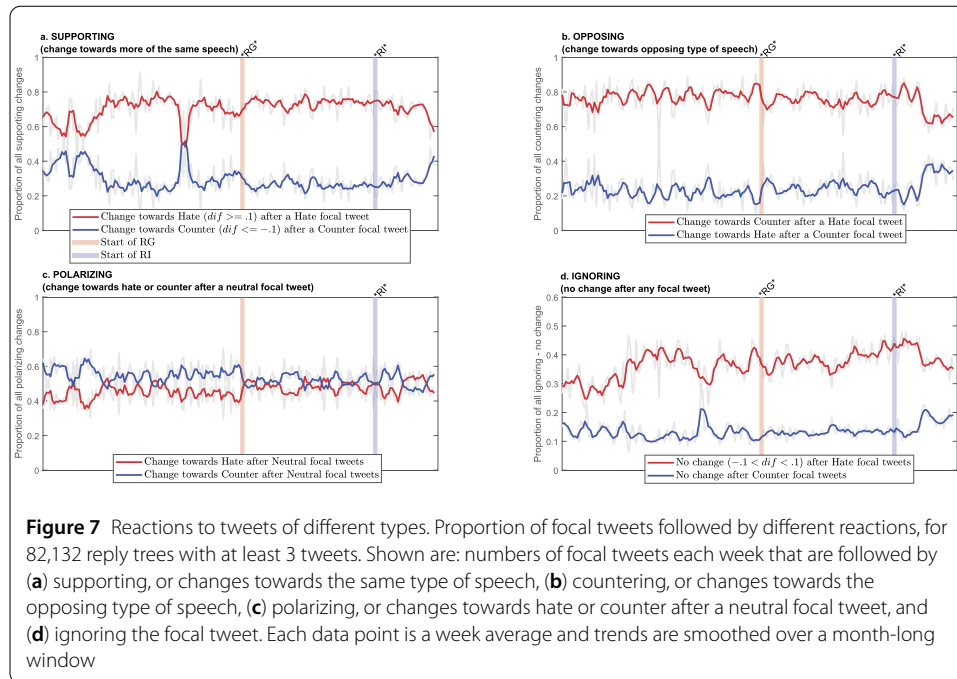 a. SUPPORTING
(change towards more of the same speech)
*RG*
*RI*
Proportion of all supporting changes
1
0.8
0.6
0.4
0.2
0
Change towards Hate (dif >= .1) after a Hate focal tweet
Change towards Counter (dif <= −.1) after a Counter focal tweet
Start of RG
Start of RI
b. OPPOSING
(change towards opposing type of speech)
*RG*
*RI*
Proportion of all countering changes
1
0.8
0.6
0.4
0.2
0
Change towards Counter after a Hate focal tweet
Change towards Hate after a Counter focal tweet
c. POLARIZING
(change towards hate or counter after a neutral focal tweet)
*RG*
*RI*
Proportion of all polarizing changes
1
0.8
0.6
0.4
0.2
0
Change towards Hate after Neutral focal tweets
Change towards Counter after Neutral focal tweets
d. IGNORING
(no change after any focal tweet)
*RG*
*RI*
Proportion of all ignoring - no change
0.6
0.5
0.4
0.3
0.2
0.1
0
No change (−.1 < dif < .1) after Hate focal tweets
No change after Counter focal tweets
Figure 7 Reactions to tweets of different types. Proportion of focal tweets followed by different reactions, for
82,132 reply trees with at least 3 tweets. Shown are: numbers of focal tweets each week that are followed by
(a) supporting, or changes towards the same type of speech, (b) countering, or changes towards the
opposing type of speech, (c) polarizing, or changes towards hate or counter after a neutral focal tweet, and
(d) ignoring the focal tweet. Each data point is a week average and trends are smoothed over a month-long
window